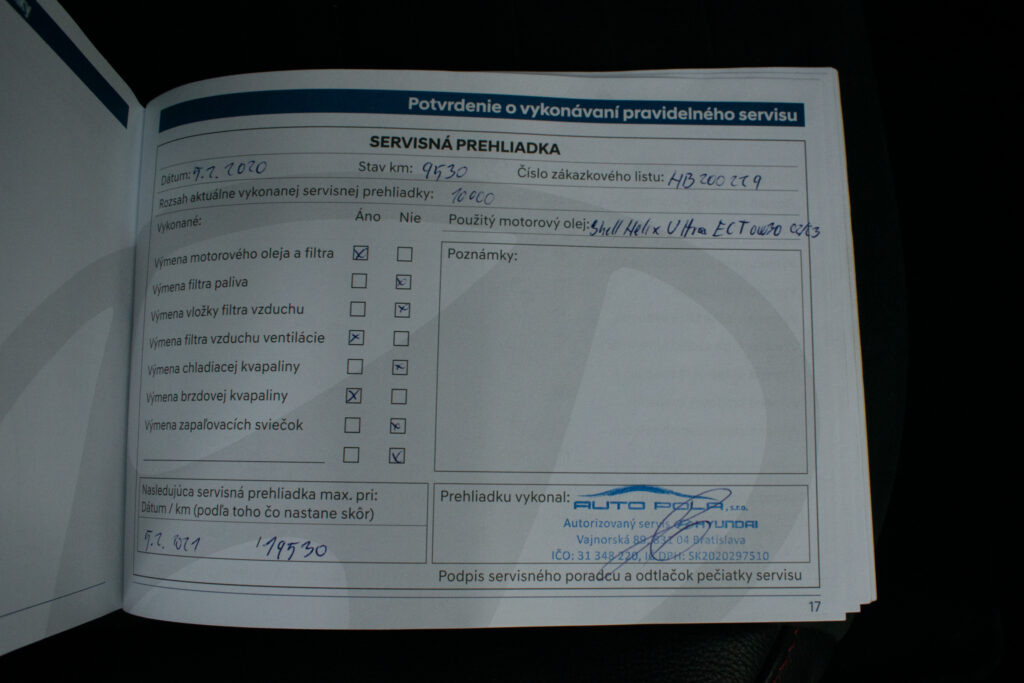 Potvrdenie o vykonávaní pravidelného servisu
SERVISNÁ PREHLIADKA
Dátum: 5.2.2020 Stav km: 9530 Číslo zákazkového listu: HB200229
Rozsah aktuálne vykonanej servisnej prehliadky: 10000
Vykonané: Áno Nie Použitý motorový olej: Shell Helix Ultra ECT 0W30 C2/C3
Výmena motorového oleja a filtra Poznámky:
Výmena filtra paliva
Výmena vložky filtra vzduchu
Výmena filtra vzduchu ventilácie
Výmena chladiacej kvapaliny
Výmena brzdovej kvapaliny
Výmena zapaľovacích sviečok
Nasledujúca servisná prehliadka max. pri:
Dátum / km (podľa toho čo nastane skôr)
5.2.2021 19530
Prehliadku vykonal: AUTO POLA, s.r.o.
Autorizovaný servis HYUNDAI
Vajnorská 89, 831 04 Bratislava
IČO: 31 348 220, IČ DPH: SK2020297510
Podpis servisného poradcu a odtlačok pečiatky servisu
17